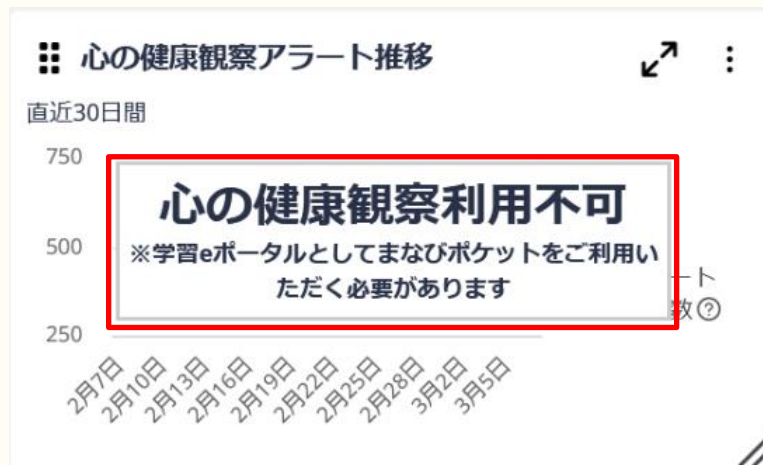 心の健康観察アラート推移
直近30日間
750
心の健康観察利用不可
※学習eポータルとしてまなびポケットをご利用い
ただく必要があります
500
ート
数?
250
2月7日
2月10日
2月13日
2月16日
2月19日
2月22日
2月25日
2月28日
3月2日
3月5日